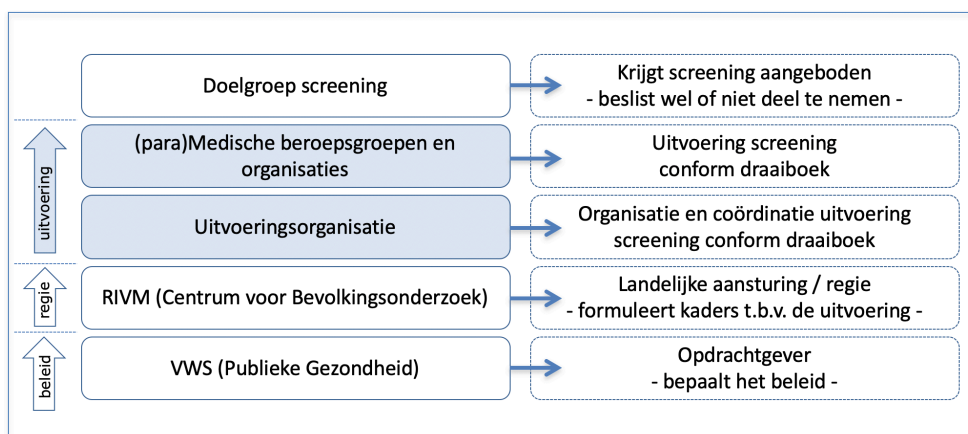 Doelgroep screening
Krijgt screening aangeboden
- beslist wel of niet deel te nemen -
uitvoering
(para)Medische beroepsgroepen en
organisaties
Uitvoering screening
conform draaiboek
Uitvoeringsorganisatie
Organisatie en coördinatie uitvoering
screening conform draaiboek
regie
RIVM (Centrum voor Bevolkingsonderzoek)
Landelijke aansturing / regie
- formuleert kaders t.b.v. de uitvoering -
beleid
VWS (Publieke Gezondheid)
Opdrachtgever
- bepaalt het beleid -